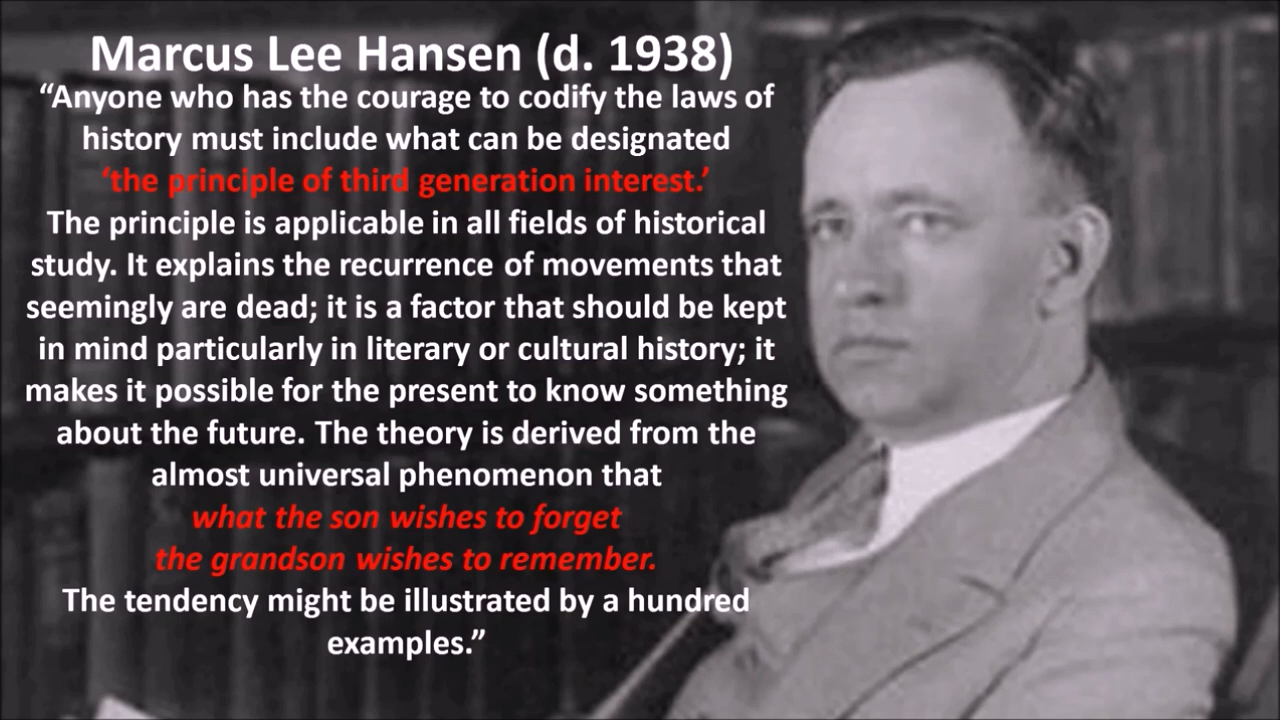 Marcus Lee Hansen (d. 1938)
“Anyone who has the courage to codify the laws of
history must include what can be designated
‘the principle of third generation interest.’
The principle is applicable in all fields of historical
study. It explains the recurrence of movements that
seemingly are dead; it is a factor that should be kept
in mind particularly in literary or cultural history; it
makes it possible for the present to know something
about the future. The theory is derived from the
almost universal phenomenon that
what the son wishes to forget
the grandson wishes to remember.
The tendency might be illustrated by a hundred
examples.”